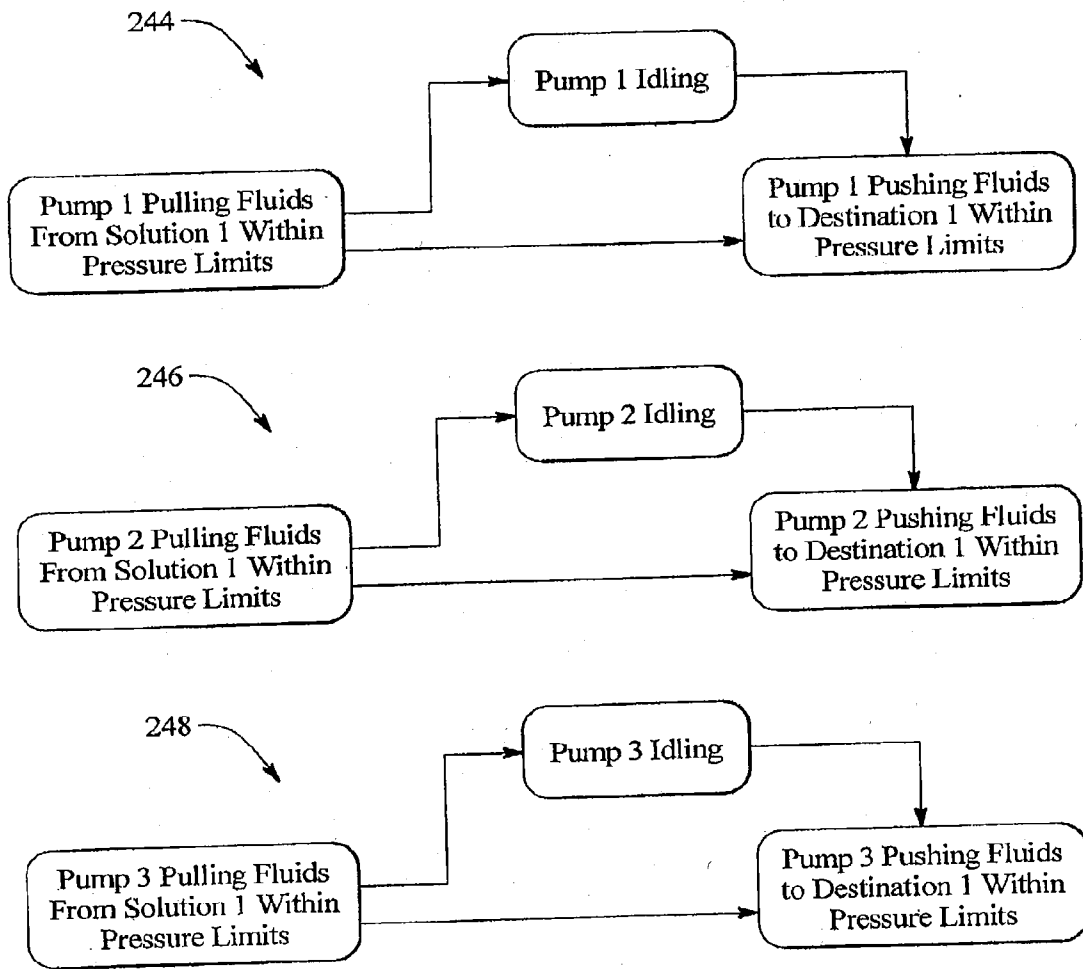 244
Pump 1 Idling
Pump 1 Pulling Fluids
From Solution 1 Within
Pressure Limits
Pump 1 Pushing Fluids
to Destination 1 Within
Pressure Limits
246
Pump 2 Idling
Pump 2 Pulling Fluids
From Solution 1 Within
Pressure Limits
Pump 2 Pushing Fluids
to Destination 1 Within
Pressure Limits
248
Pump 3 Idling
Pump 3 Pulling Fluids
From Solution 1 Within
Pressure Limits
Pump 3 Pushing Fluids
to Destination 1 Within
Pressure Limits